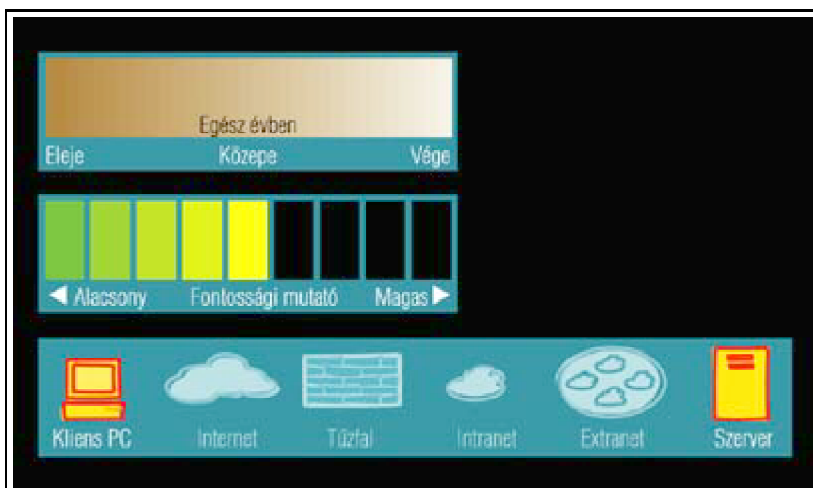 Egész évben
Eleje Közepe Vége
Alacsony Fontossági mutató Magas
Kliens PC Internet Tűzfal Intranet Extranet Szerver